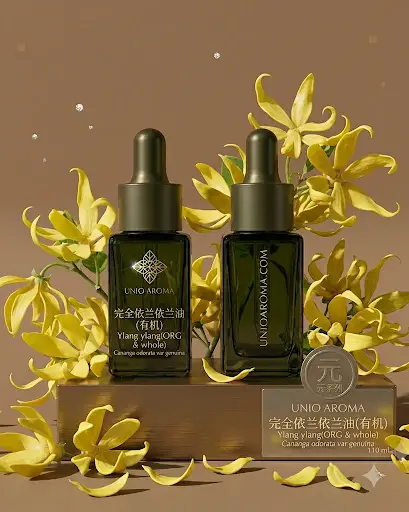 UNIO AROMA
完全依兰依兰油
(有机)
Ylang ylang(ORG
& whole)
Cananga odorata var genuina
UNIOAROMA.COM
元
UNIO AROMA
完全依兰依兰油(有机)
Ylang ylang(ORG & whole)
Cananga odorata var genuina
110 ml